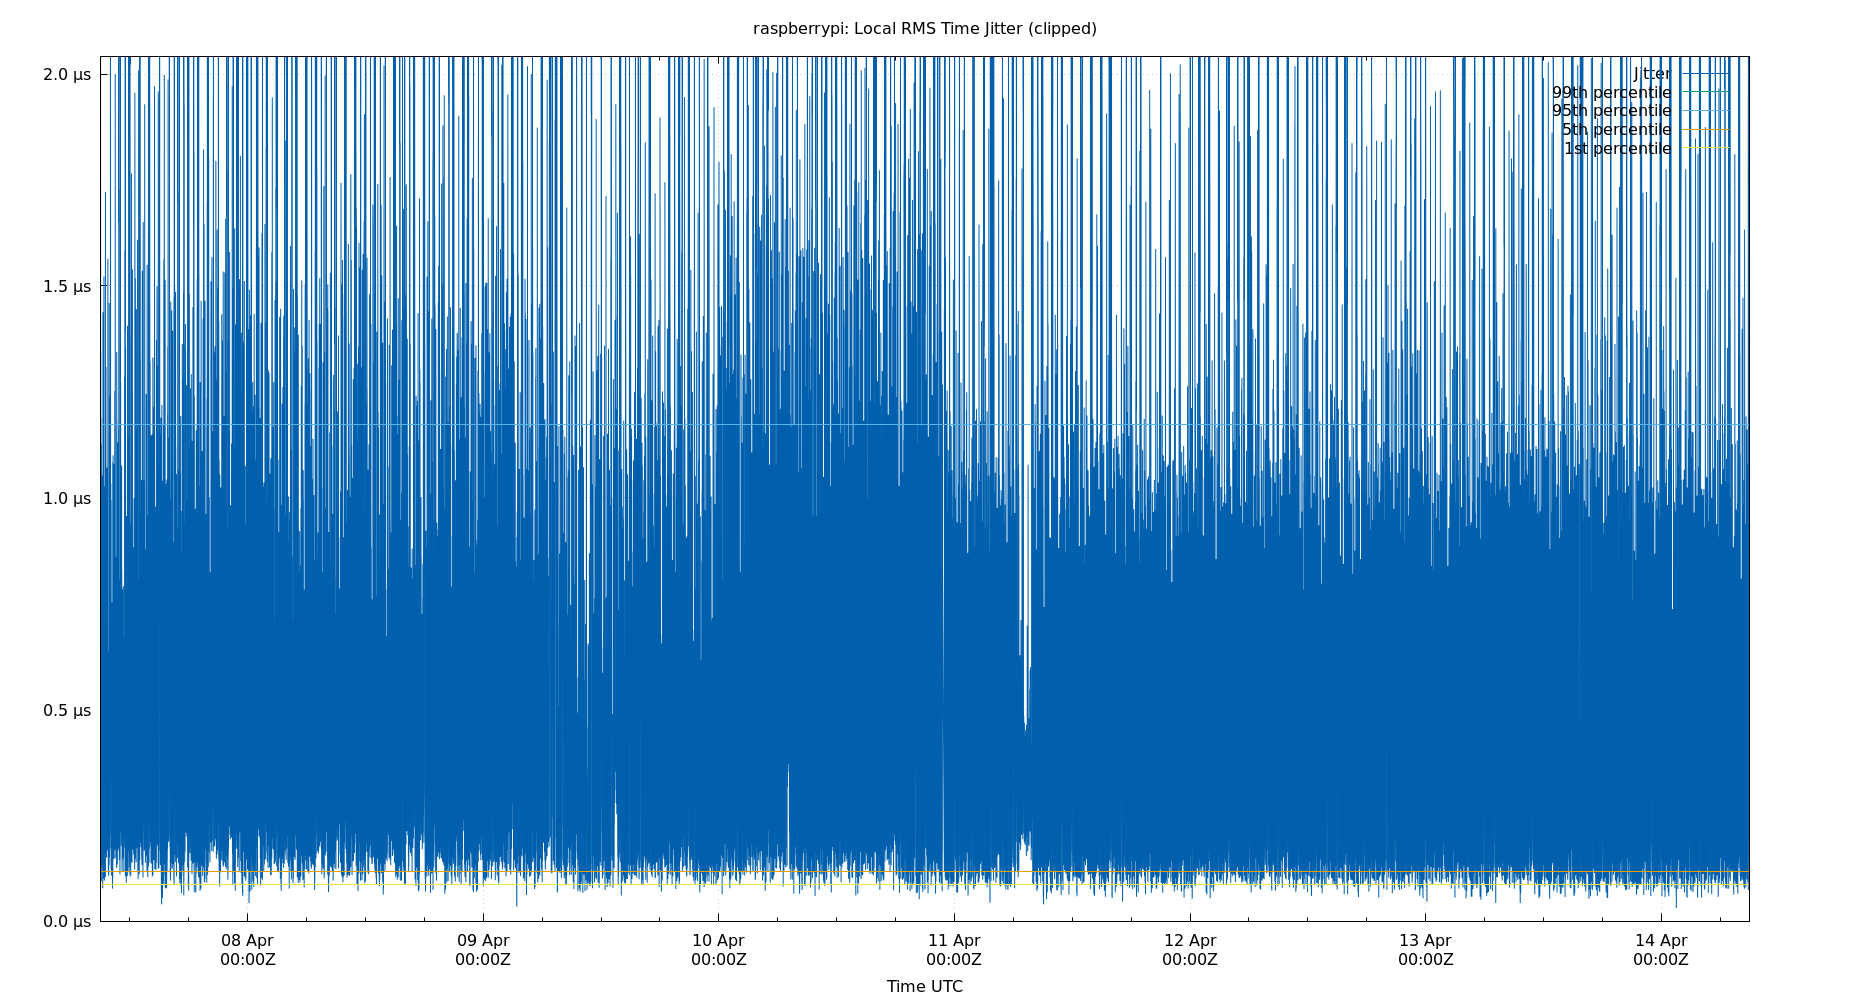 raspberrypi: Local RMS Time Jitter (clipped)
2.0 µs
1.5 µs
1.0 µs
0.5 µs
0.0 µs
Jitter
99th percentile
95th percentile
5th percentile
1st percentile
08 Apr 09 Apr 10 Apr 11 Apr 12 Apr 13 Apr 14 Apr
00:00Z 00:00Z 00:00Z 00:00Z 00:00Z 00:00Z 00:00Z
Time UTC